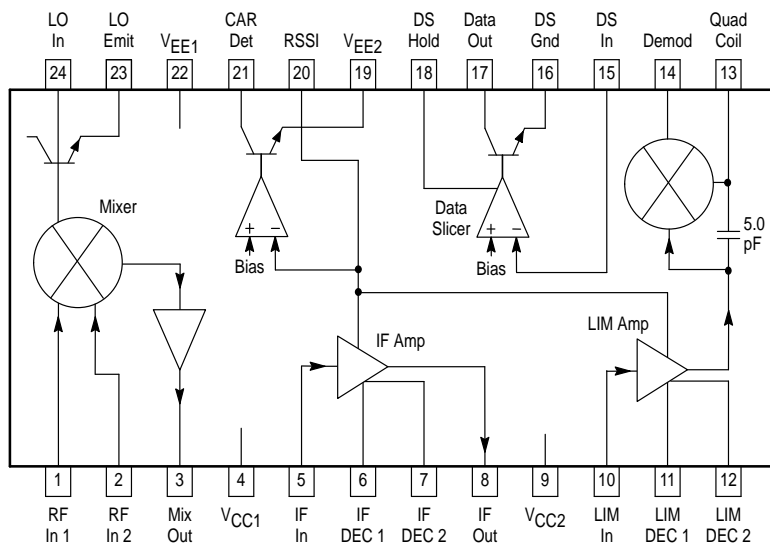 LO In
LO Emit
VEE1
CAR Det
RSSI
VEE2
DS Hold
Data Out
DS Gnd
DS In
Demod
Quad Coil
24
23
22
21
20
19
18
17
16
15
14
13
Mixer
+ –
Bias
Data
Slicer
+ –
Bias
5.0
pF
IF Amp
LIM Amp
1
2
3
4
5
6
7
8
9
10
11
12
RF In 1
RF In 2
Mix Out
VCC1
IF In
IF DEC 1
IF DEC 2
IF Out
VCC2
LIM In
LIM DEC 1
LIM DEC 2